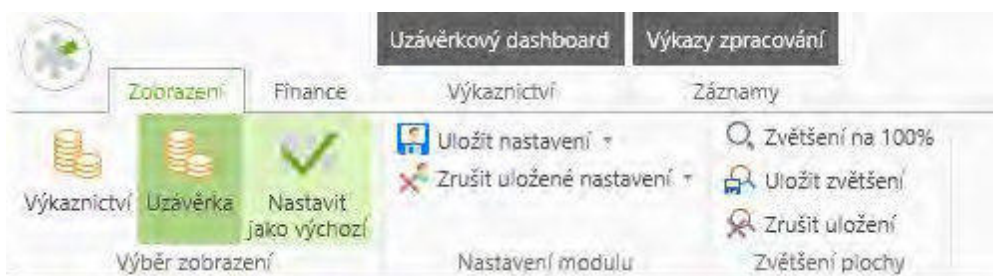 Uzávěrkový dashboard Výkazy zpracování
Zobrazení Finance Výkaznictví Záznamy
Výkaznictví Uzávěrka Nastavit jako výchozí
Uložit nastavení
Zrušit uložené nastavení
Zvětšení na 100%
Uložit zvětšení
Zrušit uložení
Výběr zobrazení Nastavení modulu Zvětšení plochy